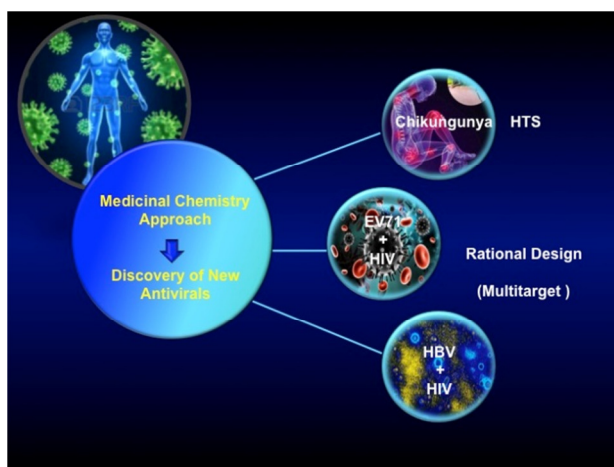 Medicinal Chemistry
Approach
Discovery of New
Antivirals
Chikungunya
HTS
EV71
+
HIV
Rational Design
(Multitarget )
HBV
+
HIV